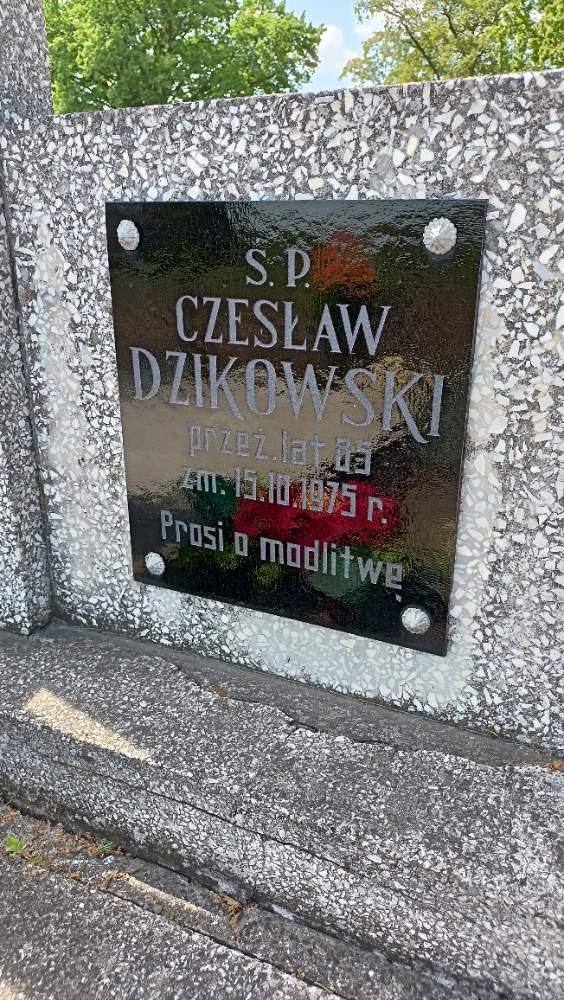 Ś. P.
CZESŁAW
DZIKOWSKI
przeż. lat 85
zm. 15.10.1975 r.
Prosi o modlitwę